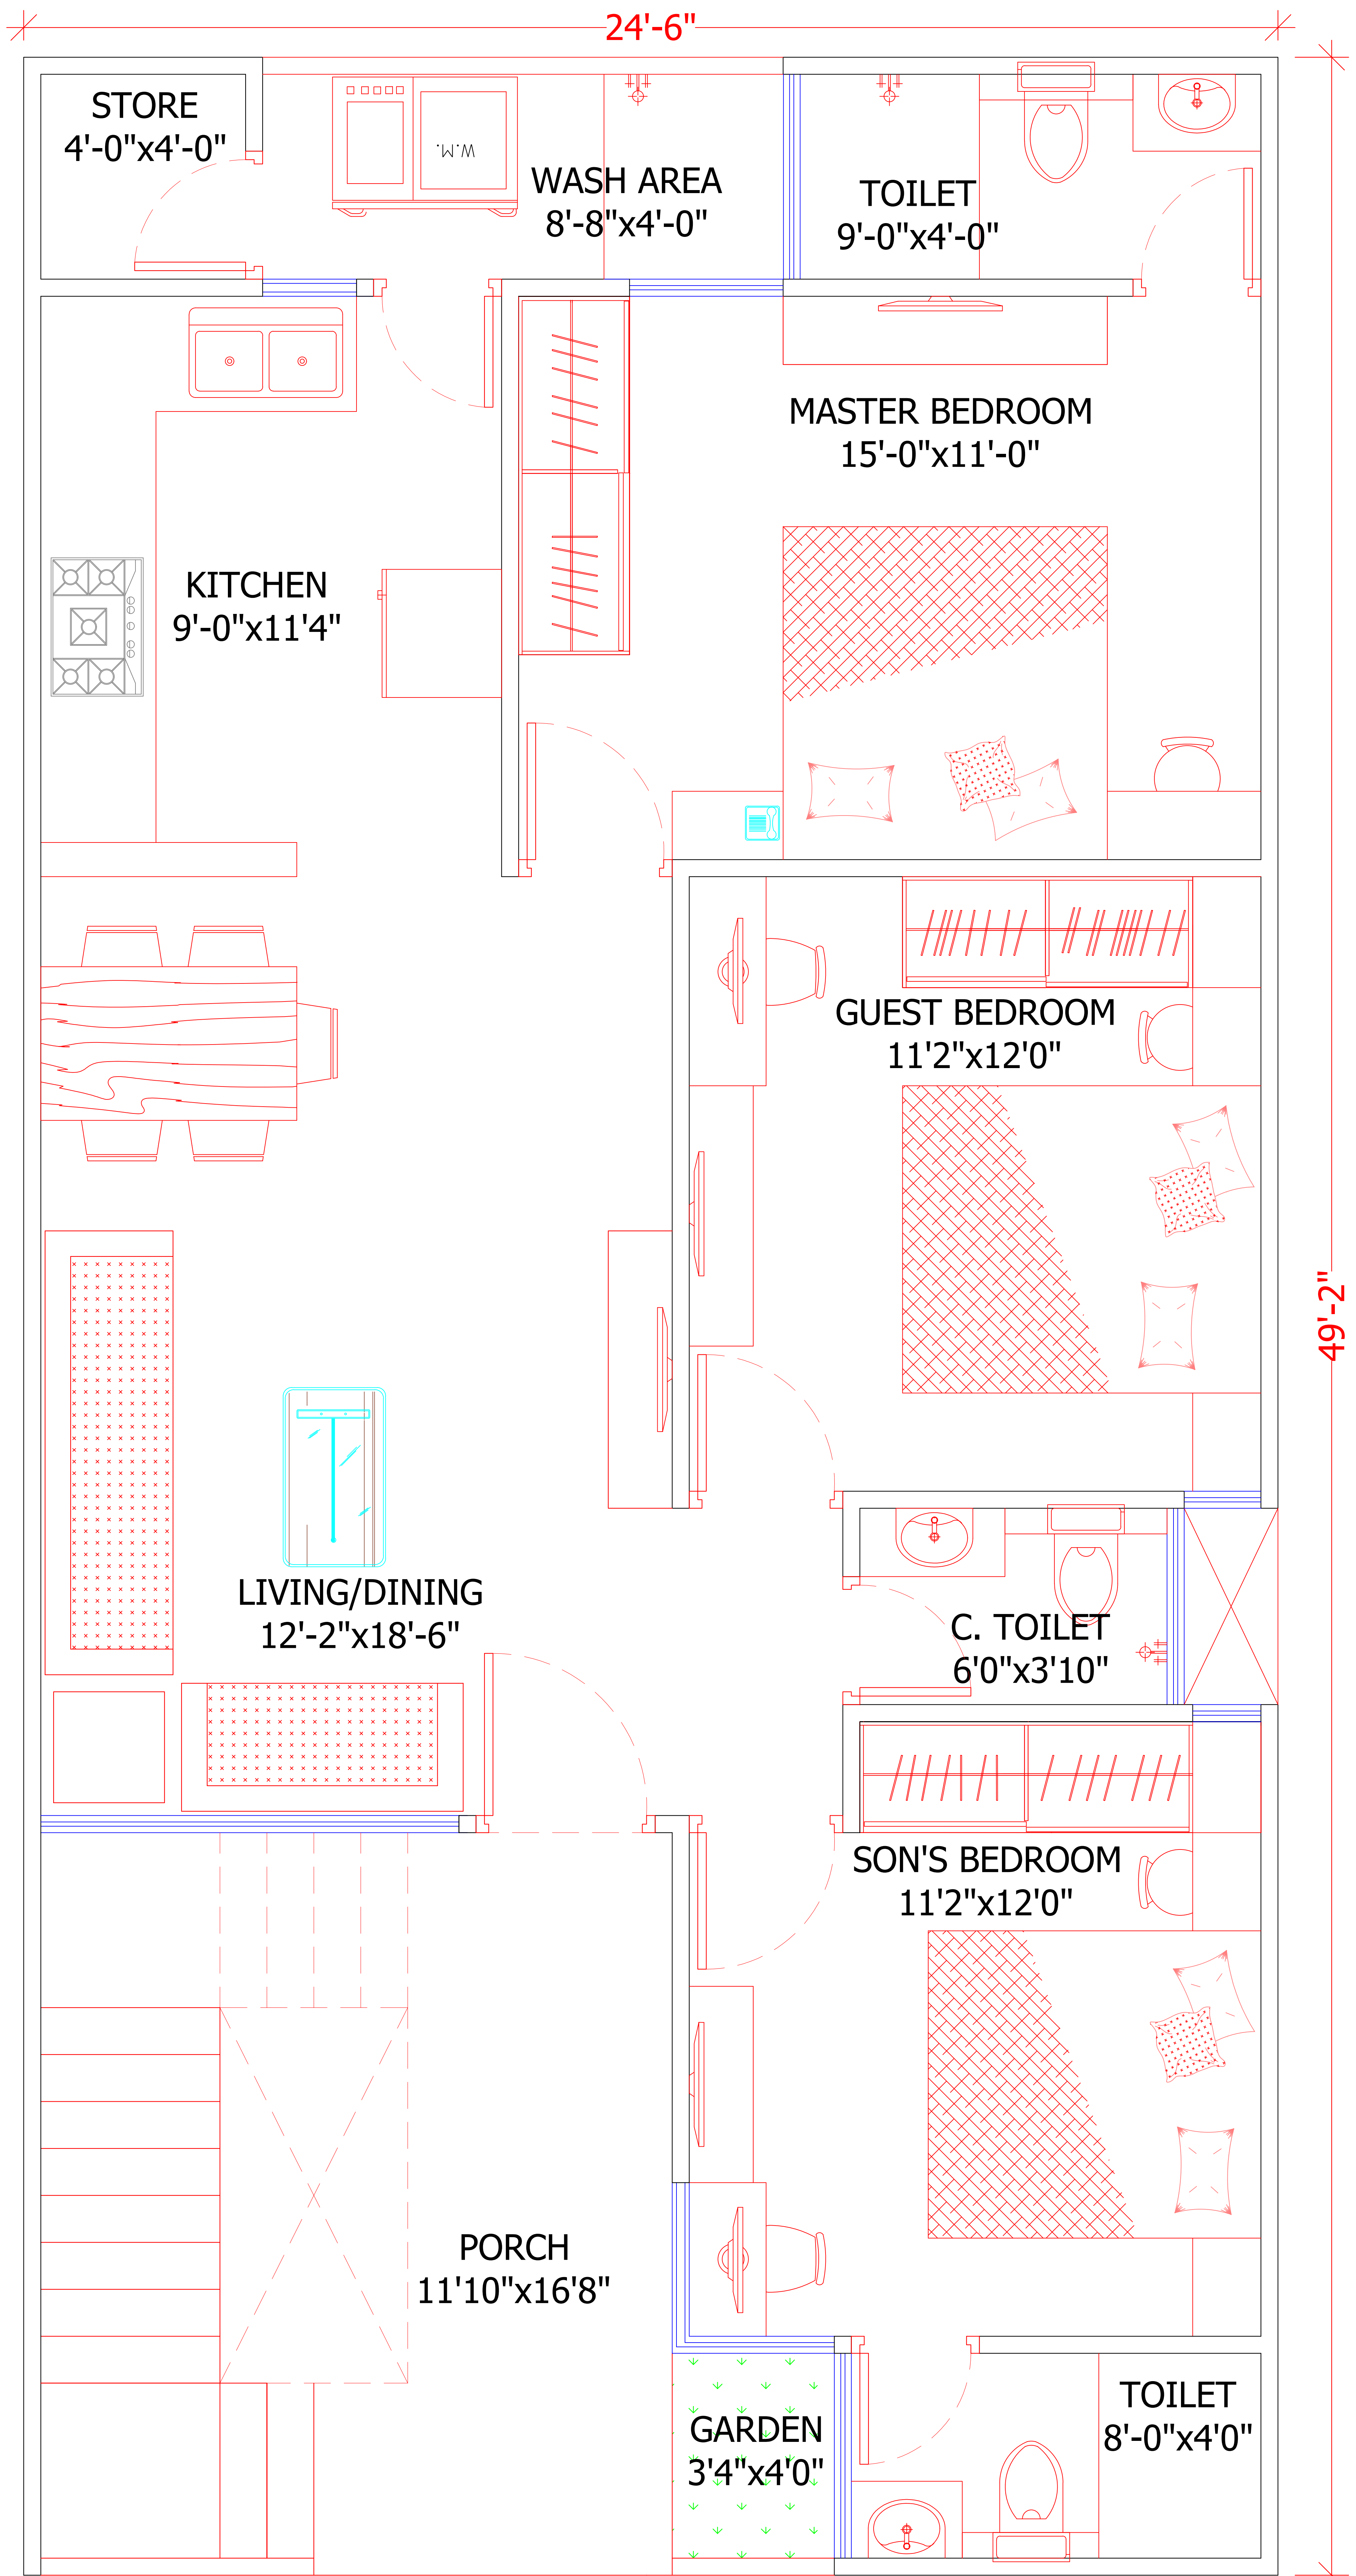 24'-6"
STORE
4'-0"x4'-0"
W.M.
WASH AREA
8'-8"x4'-0"
TOILET
9'-0"x4'-0"
MASTER BEDROOM
15'-0"x11'-0"
KITCHEN
9'-0"x11'4"
GUEST BEDROOM
11'2"x12'0"
49'-2"
LIVING/DINING
12'-2"x18'-6"
C. TOILET
6'0"x3'10"
SON'S BEDROOM
11'2"x12'0"
PORCH
11'10"x16'8"
TOILET
8'-0"x4'0"
GARDEN
3'4"x4'0"